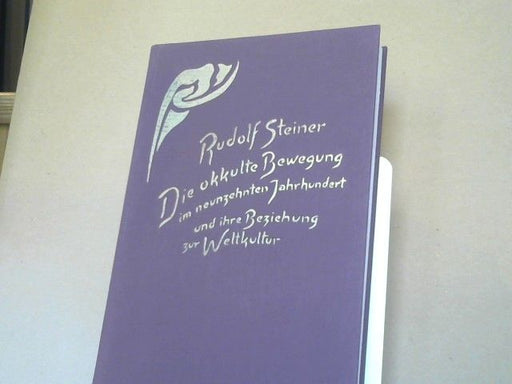 Rudolf Steiner
Die okkulte Bewegung
im neunzehnten Jahrhundert
und ihre Beziehung
zur Weltkultur